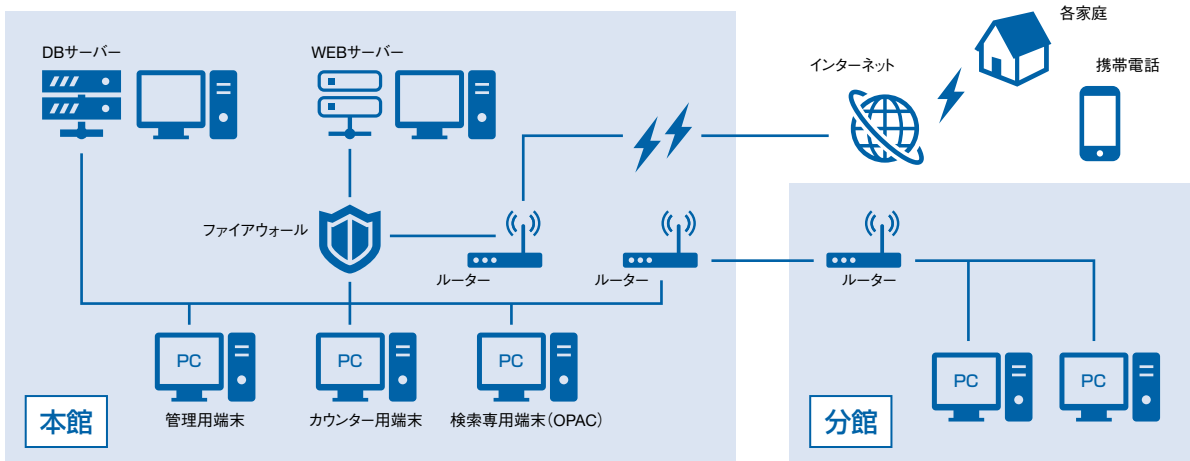 DBサーバー
WEBサーバー
インターネット
各家庭
携帯電話
ファイアウォール
ルーター
ルーター
ルーター
PC
PC
PC
PC
PC
管理用端末
カウンター用端末
検索専用端末（OPAC）
本館
分館